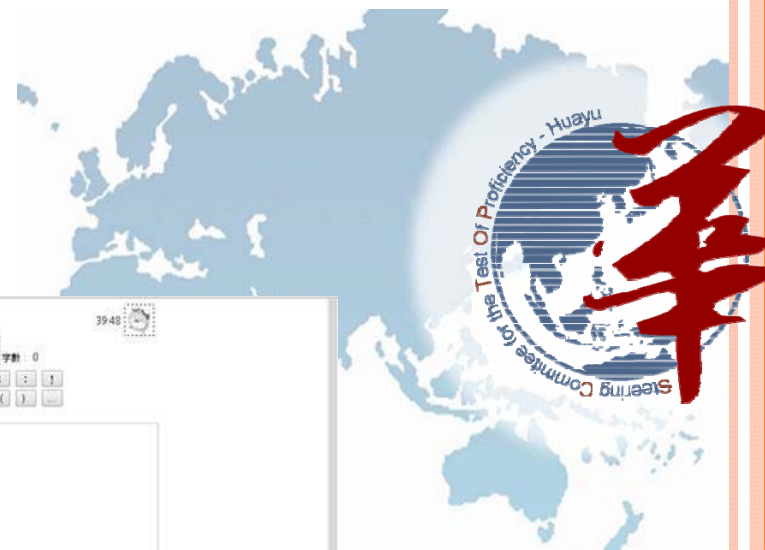 Steering Committee for the Test Of Proficiency - Huayu
華
39:48
字數: 0
: !
( ) ...